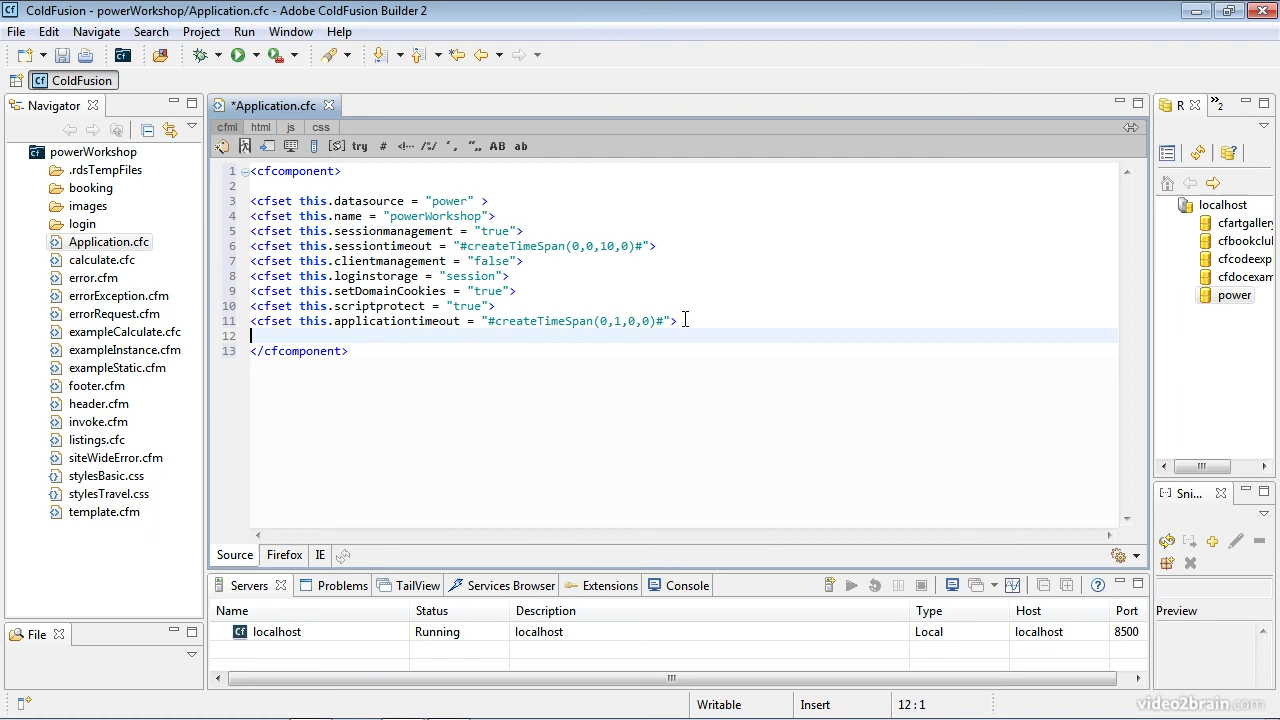 ColdFusion - powerWorkshop/Application.cfc - Adobe ColdFusion Builder 2
File Edit Navigate Search Project Run Window Help
ColdFusion
Navigator
powerWorkshop
.rdsTempFiles
booking
images
login
Application.cfc
calculate.cfc
error.cfm
errorException.cfm
errorRequest.cfm
exampleCalculate.cfc
exampleInstance.cfm
exampleStatic.cfm
footer.cfm
header.cfm
invoke.cfm
listings.cfc
siteWideError.cfm
stylesBasic.css
stylesTravel.css
template.cfm
File
*Application.cfc
cfml html js css
try # <!-- /:/ ' , " „ AB ab
1 <cfcomponent>
2
3 <cfset this.datasource = "power" >
4 <cfset this.name = "powerWorkshop">
5 <cfset this.sessionmanagement = "true">
6 <cfset this.sessiontimeout = "#createTimeSpan(0,0,10,0)#">
7 <cfset this.clientmanagement = "false">
8 <cfset this.loginstorage = "session">
9 <cfset this.setDomainCookies = "true">
10 <cfset this.scriptprotect = "true">
11 <cfset this.applicationtimeout = "#createTimeSpan(0,1,0,0)#">
12
13 </cfcomponent>
Source Firefox IE
Servers Problems TailView Services Browser Extensions Console
Name Status Description Type Host Port
localhost Running localhost Local localhost 8500
R »2
localhost
cfartgallery
cfbookclub
cfcodeexp
cfdocexam
power
Sni...
Preview
Writable Insert 12 : 1
video2brain.com